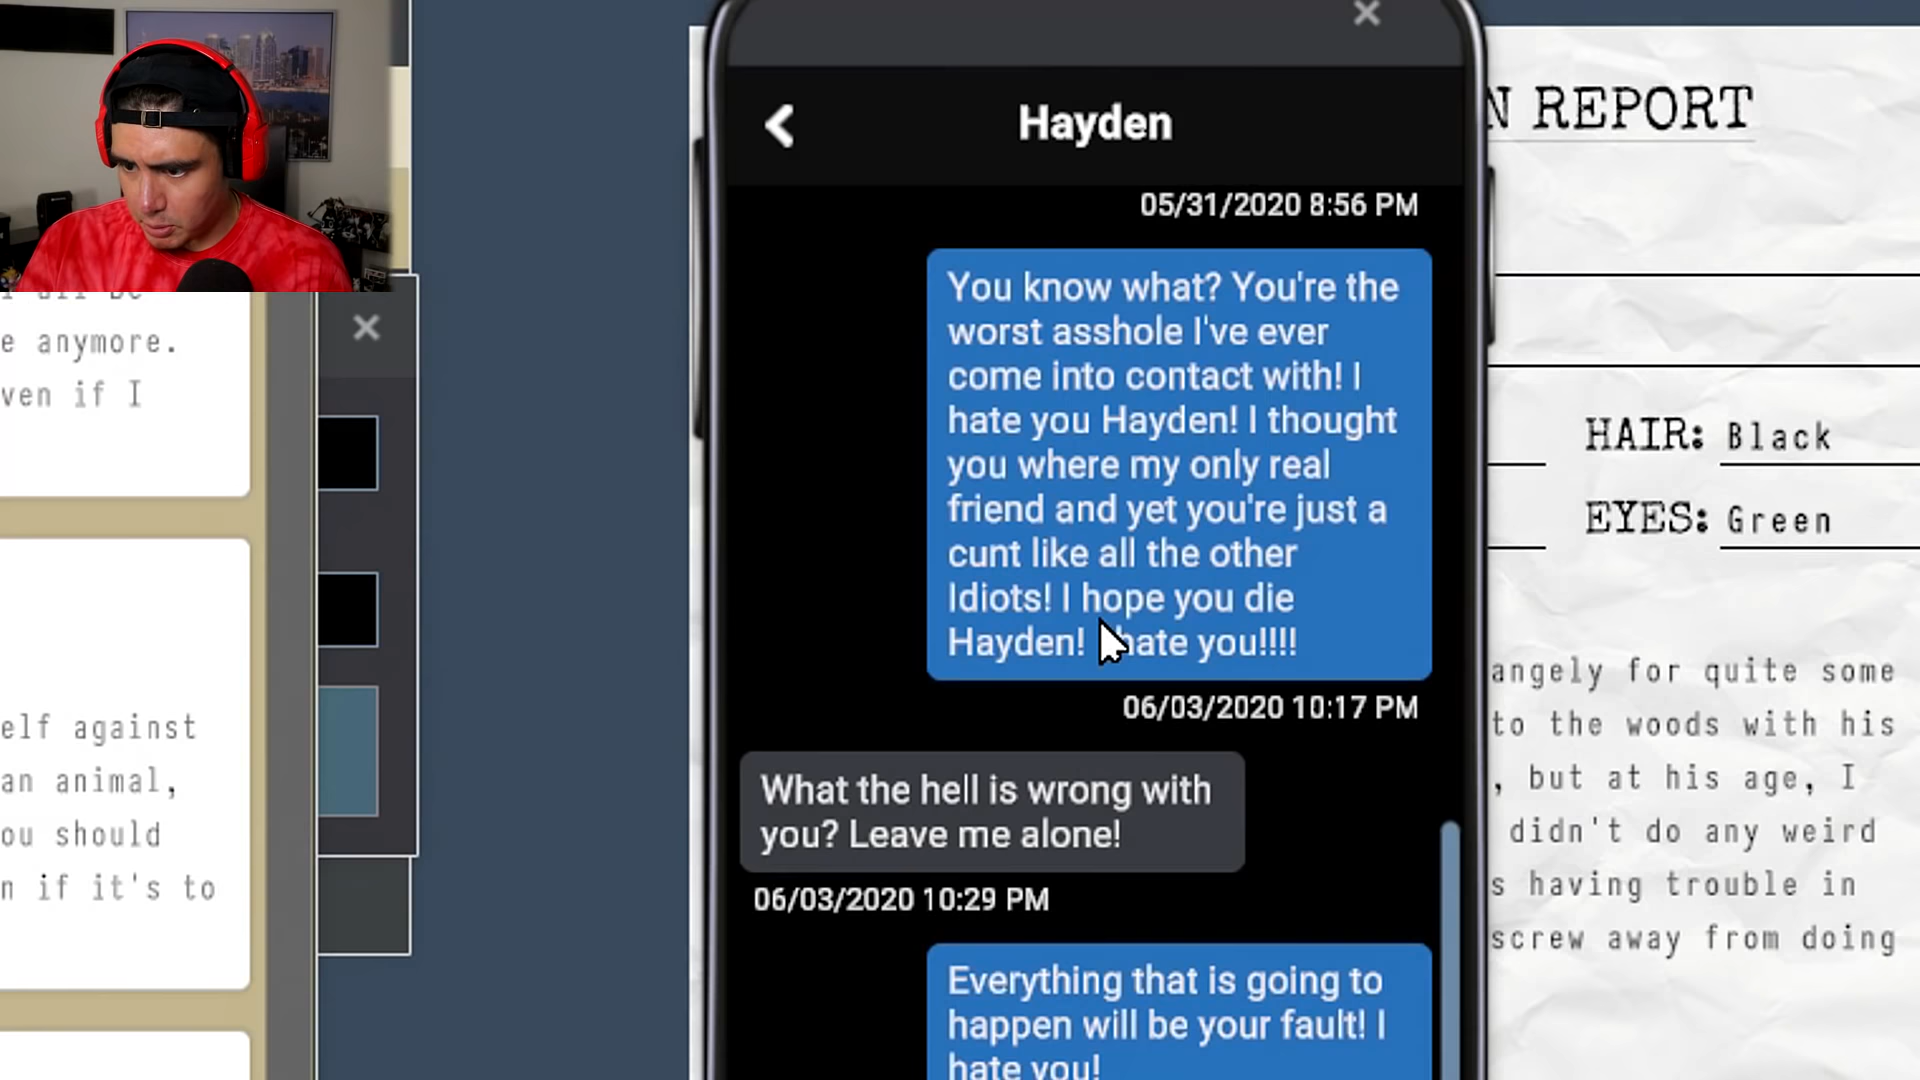 Hayden
05/31/2020 8:56 PM
You know what? You're the
worst asshole I've ever
come into contact with! I
hate you Hayden! I thought
you where my only real
friend and yet you're just a
cunt like all the other
Idiots! I hope you die
Hayden! hate you!!!!
06/03/2020 10:17 PM
What the hell is wrong with
you? Leave me alone!
06/03/2020 10:29 PM
Everything that is going to
happen will be your fault! I
hate you!
e anymore.
ven if I
elf against
an animal,
ou should
n if it's to
N REPORT
HAIR: Black
EYES: Green
angely for quite some
to the woods with his
, but at his age, I
didn't do any weird
s having trouble in
screw away from doing